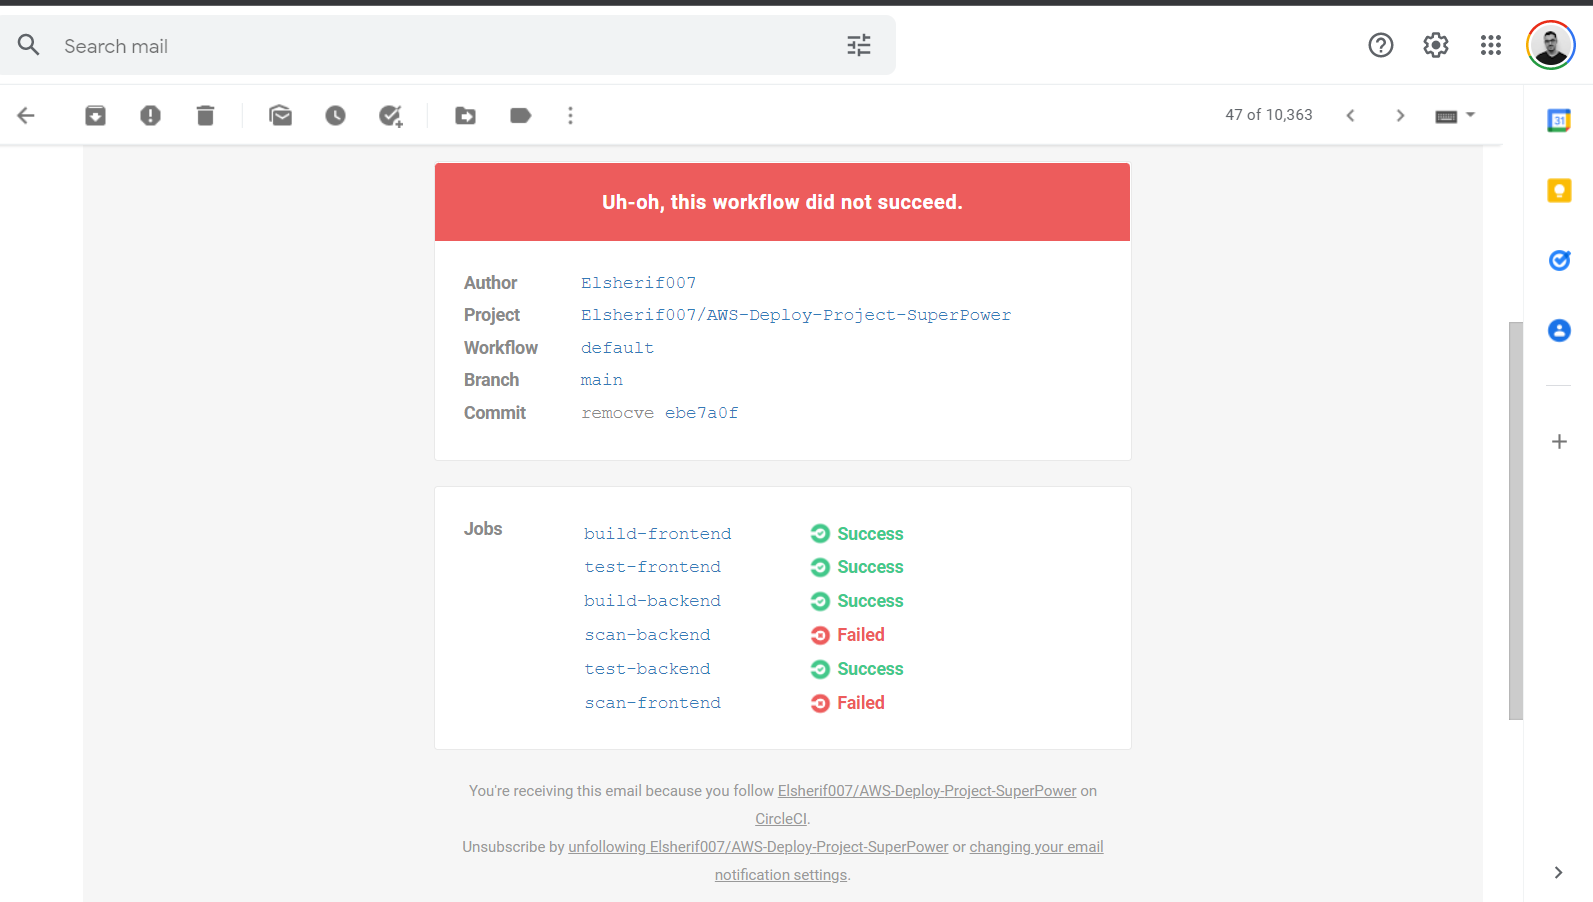 Search mail
47 of 10,363
31
Uh-oh, this workflow did not succeed.
Author Elsherif007
Project Elsherif007/AWS-Deploy-Project-SuperPower
Workflow default
Branch main
Commit remocve ebe7a0f
Jobs build-frontend Success
test-frontend Success
build-backend Success
scan-backend Failed
test-backend Success
scan-frontend Failed
You're receiving this email because you follow Elsherif007/AWS-Deploy-Project-SuperPower on
CircleCI.
Unsubscribe by unfollowing Elsherif007/AWS-Deploy-Project-SuperPower or changing your email
notification settings.